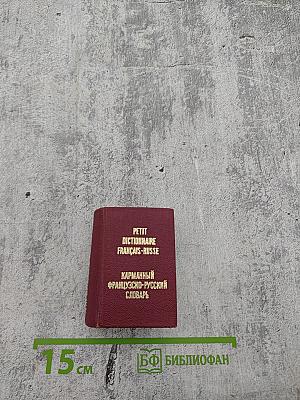 PETIT
DICTIONNAIRE
FRANÇAIS-RUSSE
КАРМАННЫЙ
ФРАНЦУЗСКО-РУССКИЙ
СЛОВАРЬ
15 см
БФ БИБЛИОФАН